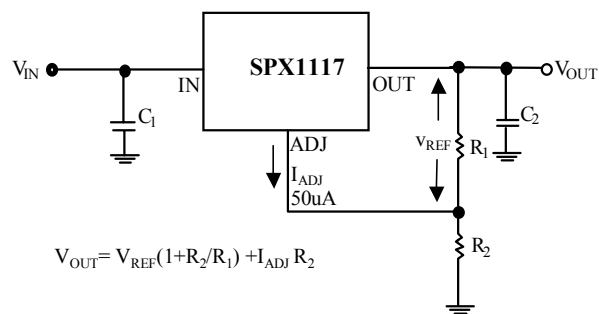 SPX1117
V_IN
IN
OUT
V_OUT
C_1
ADJ
I_ADJ
50uA
v_REF
R_1
C_2
R_2
V_OUT= V_REF(1+R_2/R_1) +I_ADJ R_2